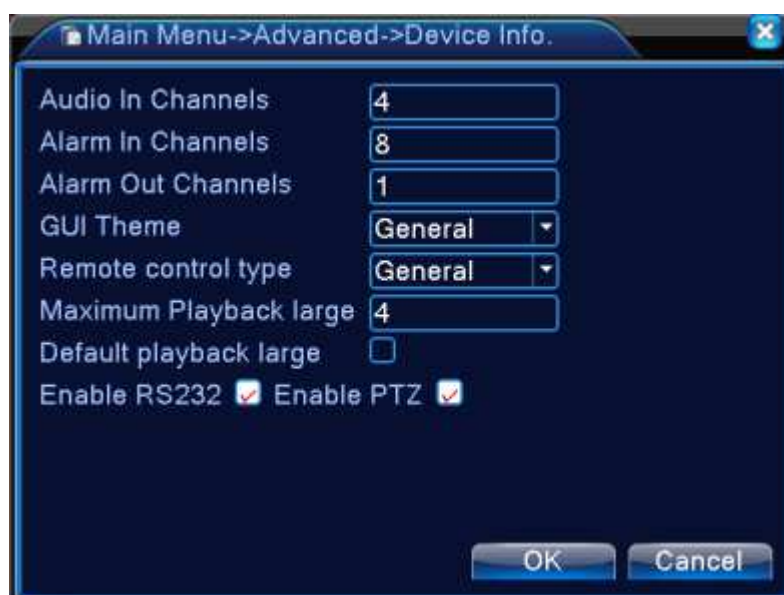 Main Menu->Advanced->Device Info.
Audio In Channels 4
Alarm In Channels 8
Alarm Out Channels 1
GUI Theme General
Remote control type General
Maximum Playback large 4
Default playback large
Enable RS232 Enable PTZ
OK Cancel